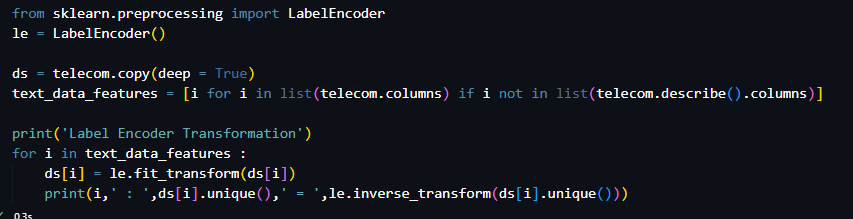 from sklearn.preprocessing import LabelEncoder
le = LabelEncoder()
ds = telecom.copy(deep = True)
text_data_features = [i for i in list(telecom.columns) if i not in list(telecom.describe().columns)]
print('Label Encoder Transformation')
for i in text_data_features :
    ds[i] = le.fit_transform(ds[i])
    print(i,' : ',ds[i].unique(),' = ',le.inverse_transform(ds[i].unique()))